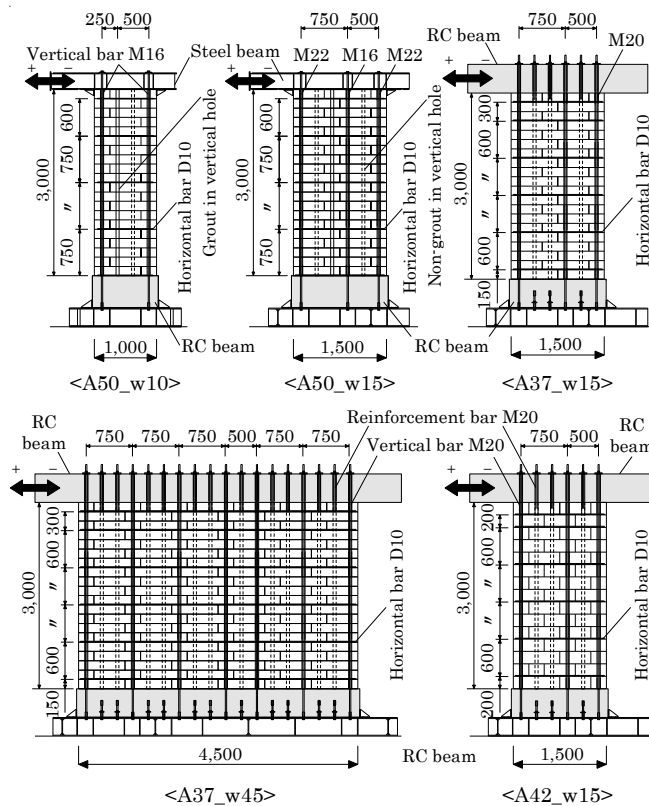 250 500
Vertical bar M16
Steel beam
+ −
600
750
3,000
〃
750
Grout in vertical hole
Horizontal bar D10
RC beam
1,000
<A50_w10>
750 500
M22 M16 M22
+ −
600
750
3,000
〃
750
Non-grout in vertical hole
Horizontal bar D10
RC beam
1,500
<A50_w15>
RC beam
750 500
M20
+ −
300
600
3,000
〃
〃
600
150
Horizontal bar D10
1,500
<A37_w15>
RC beam
750 750 750 500 750 750
Reinforcement bar M20
Vertical bar M20
+ −
300
600
3,000
〃
〃
600
150
Horizontal bar D10
4,500
RC beam
<A37_w45>
750 500
RC beam
+ −
200
600
3,000
〃
〃
600
200
Horizontal bar D10
1,500
<A42_w15>